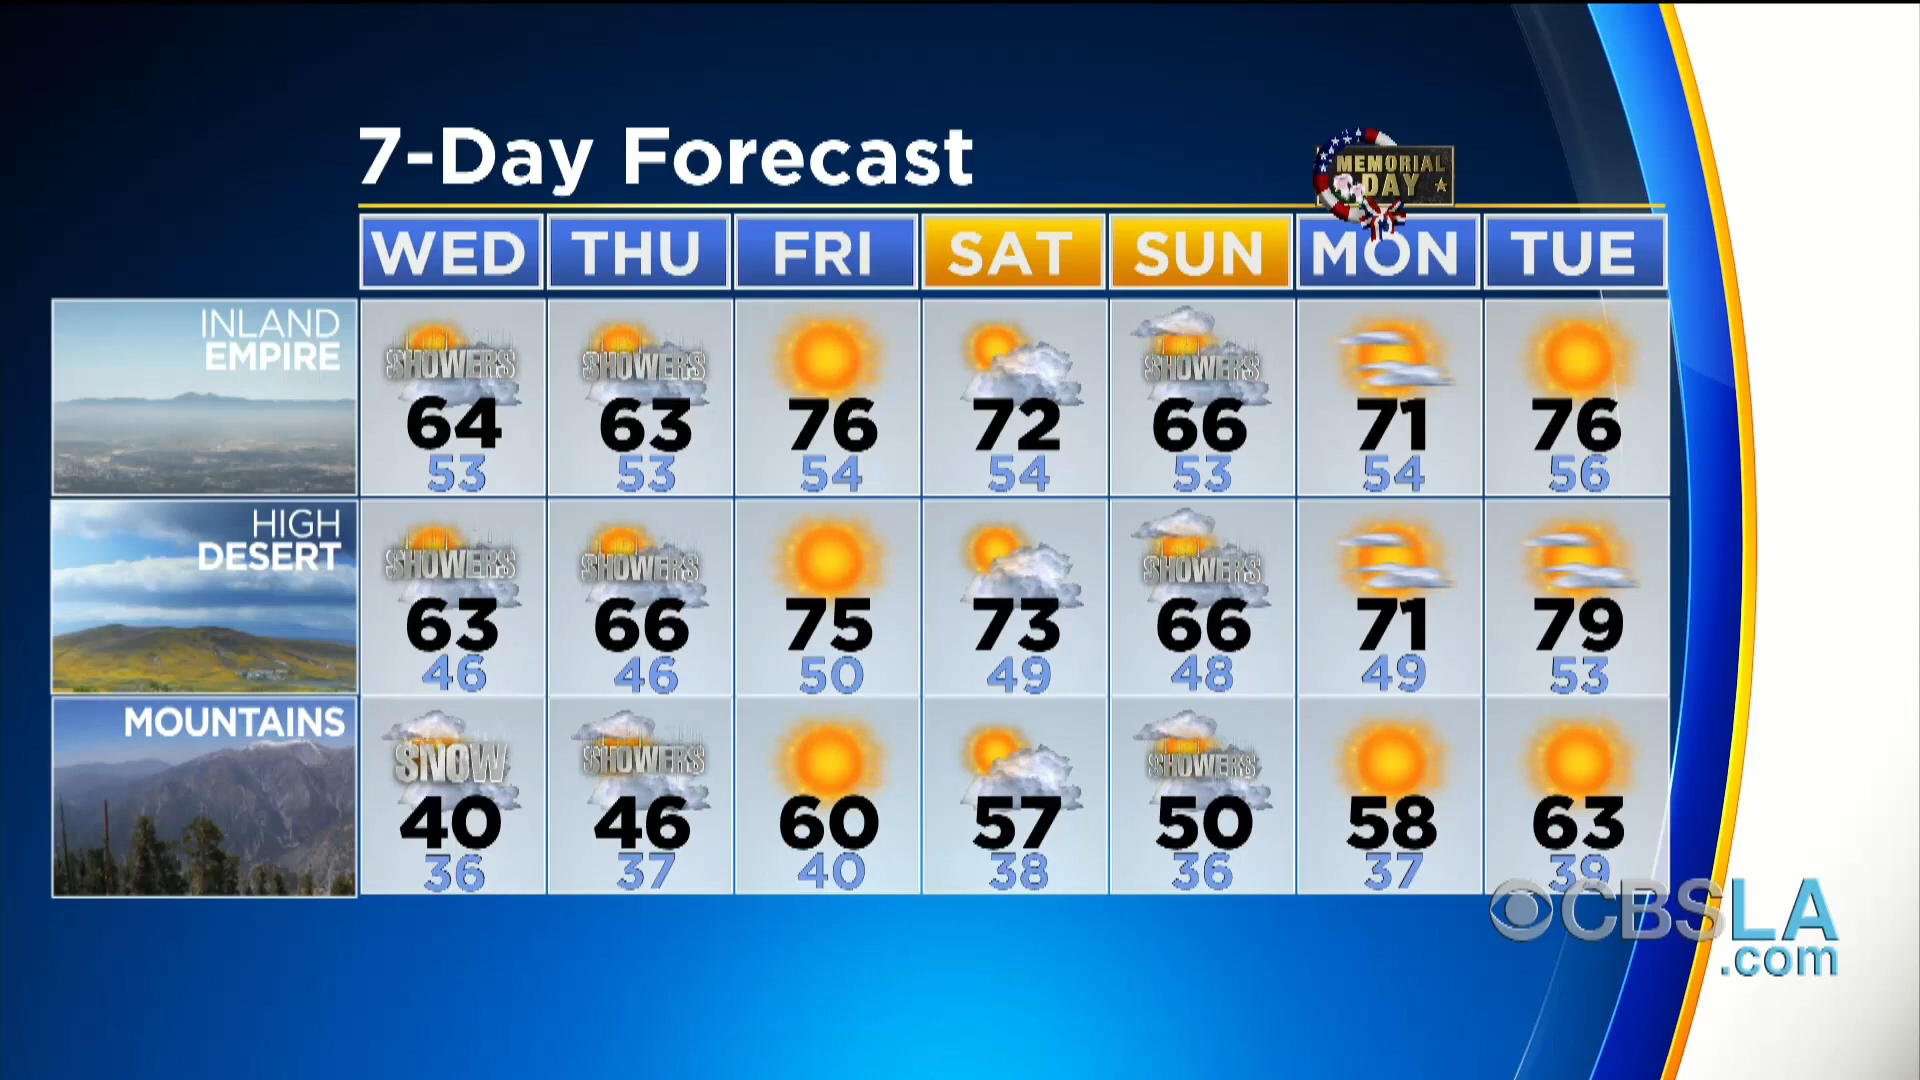 7-Day Forecast
MEMORIAL
DAY
WED THU FRI SAT SUN MON TUE
INLAND
EMPIRE
SHOWERS SHOWERS SHOWERS
64 63 76 72 66 71 76
53 53 54 54 53 54 56
HIGH
DESERT
SHOWERS SHOWERS SHOWERS
63 66 75 73 66 71 79
46 46 50 49 48 49 53
MOUNTAINS
SNOW SHOWERS SHOWERS
40 46 60 57 50 58 63
36 37 40 38 36 37 39
CBSLA
.com